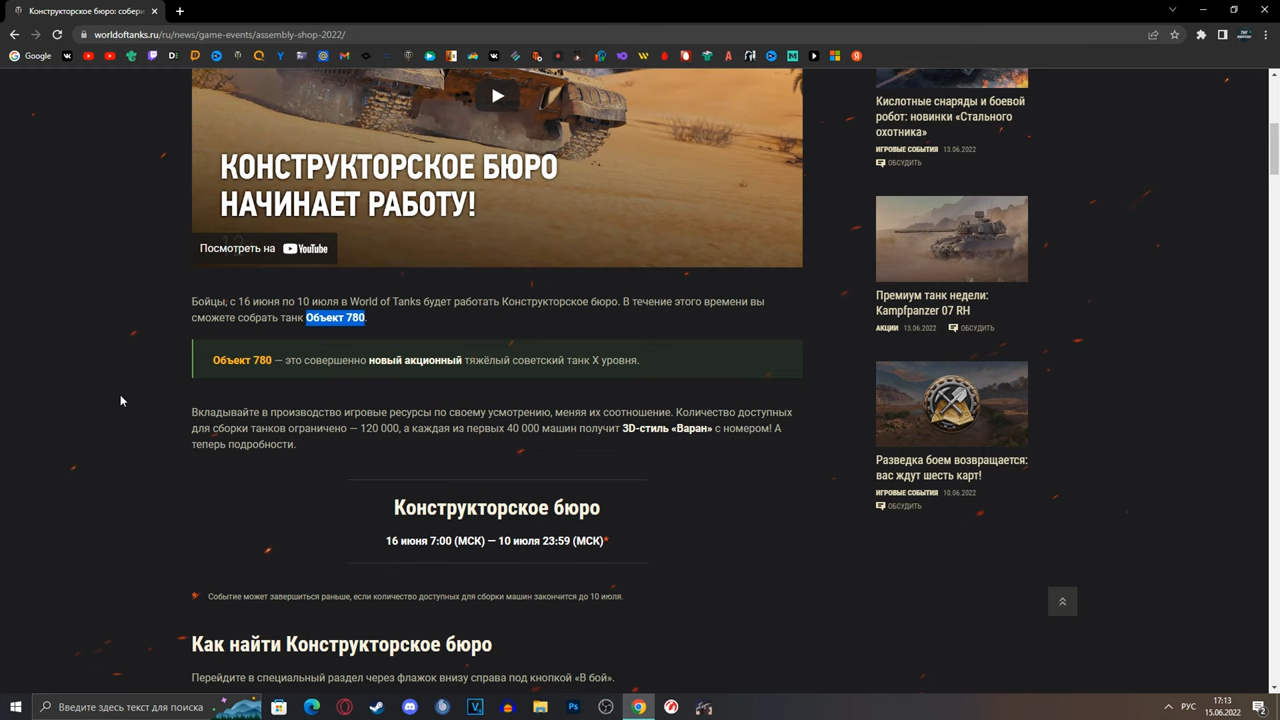 worldoftanks.ru/ru/news/game-events/assembly-shop-2022/
Google
КОНСТРУКТОРСКОЕ БЮРО
НАЧИНАЕТ РАБОТУ!
Посмотреть на YouTube
Бойцы, с 16 июня по 10 июля в World of Tanks будет работать Конструкторское бюро. В течение этого времени вы
сможете собрать танк Объект 780.
Объект 780 — это совершенно новый акционный тяжёлый советский танк X уровня.
Вкладывайте в производство игровые ресурсы по своему усмотрению, меняя их соотношение. Количество доступных
для сборки танков ограничено — 120 000, а каждая из первых 40 000 машин получит 3D-стиль «Варан» с номером! А
теперь подробности.
Конструкторское бюро
16 июня 7:00 (МСК) — 10 июля 23:59 (МСК)*
Событие может завершиться раньше, если количество доступных для сборки машин закончится до 10 июля.
Как найти Конструкторское бюро
Перейдите в специальный раздел через флажок внизу справа под кнопкой «В бой».
Кислотные снаряды и боевой
робот: новинки «Стального
охотника»
ИГРОВЫЕ СОБЫТИЯ 13.06.2022
ОБСУДИТЬ
Премиум танк недели:
Kampfpanzer 07 RH
АКЦИИ 13.06.2022 ОБСУДИТЬ
Разведка боем возвращается:
вас ждут шесть карт!
ИГРОВЫЕ СОБЫТИЯ 10.06.2022
ОБСУДИТЬ
Введите здесь текст для поиска
РУС
17:13
15.06.2022